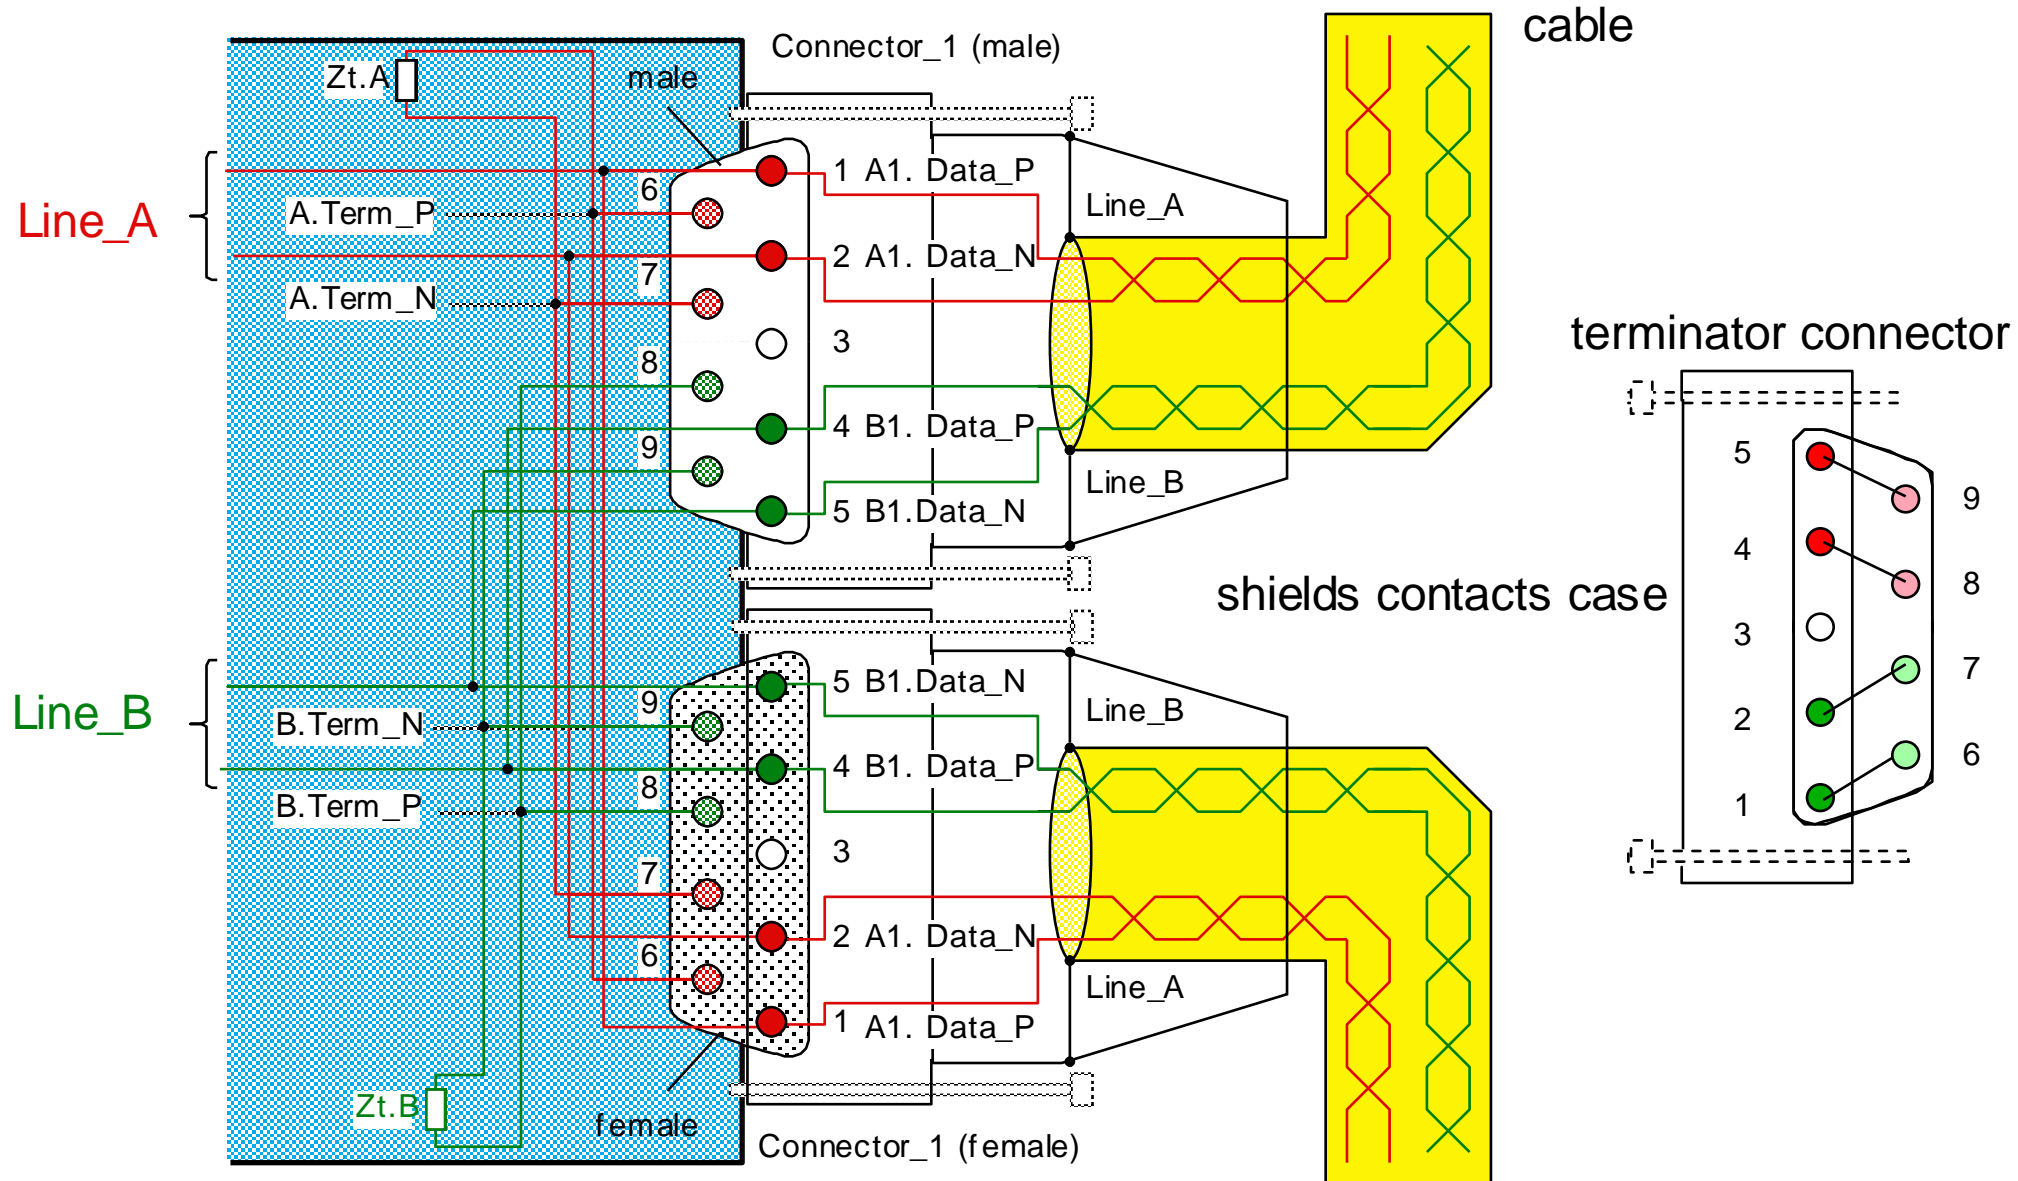 cable
Connector_1 (male)
Zt.A
male
1 A1. Data_P
6
Line_A
A.Term_P
Line_A
2 A1. Data_N
7
A.Term_N
3
terminator connector
8
4 B1. Data_P
9
Line_B
5 B1.Data_N
5
9
4
8
shields contacts case
3
7
2
6
1
5 B1.Data_N
9
Line_B
Line_B
B.Term_N
4 B1. Data_P
8
B.Term_P
3
7
2 A1. Data_N
6
Line_A
1 A1. Data_P
Zt.B
female
Connector_1 (female)